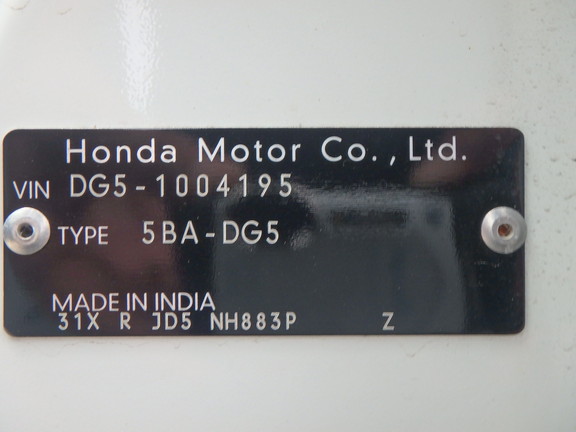 Honda Motor Co., Ltd.
VIN DG5-1004195
TYPE 5BA-DG5
MADE IN INDIA
31X R JD5 NH883P Z